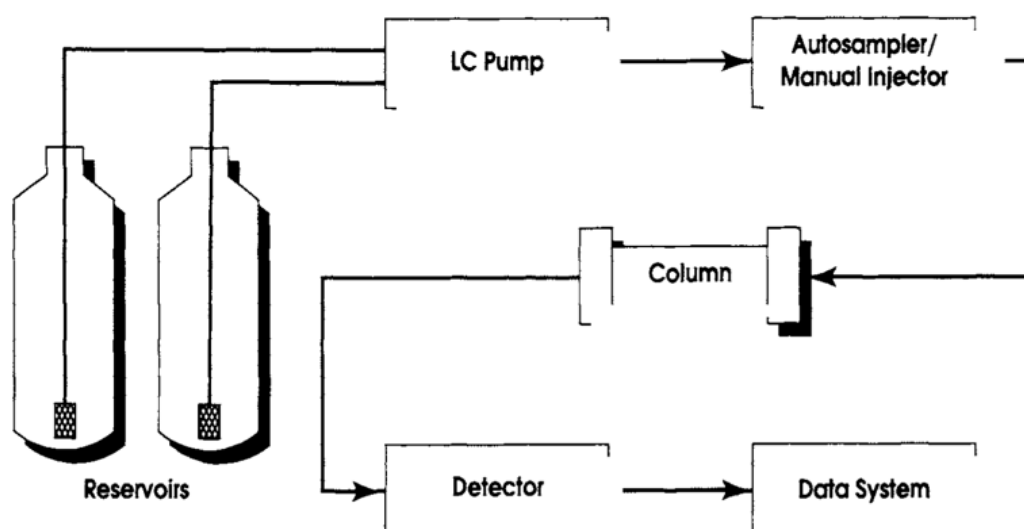 LC Pump
Autosampler/
Manual Injector
Column
Reservoirs
Detector
Data System